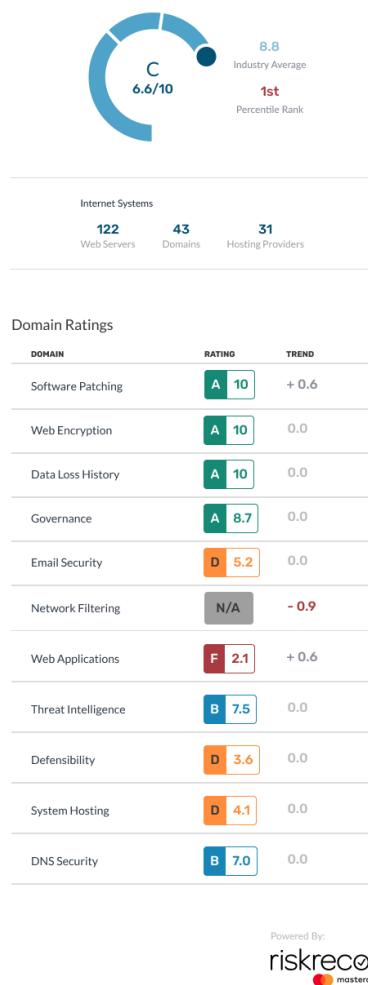 C
6.6/10
8.8
Industry Average
1st
Percentile Rank
Internet Systems
122 43 31
Web Servers Domains Hosting Providers
Domain Ratings
DOMAIN RATING TREND
Software Patching A 10 + 0.6
Web Encryption A 10 0.0
Data Loss History A 10 0.0
Governance A 8.7 0.0
Email Security D 5.2 0.0
Network Filtering N/A - 0.9
Web Applications F 2.1 + 0.6
Threat Intelligence B 7.5 0.0
Defensibility D 3.6 0.0
System Hosting D 4.1 0.0
DNS Security B 7.0 0.0
Powered By:
riskreco
masterc